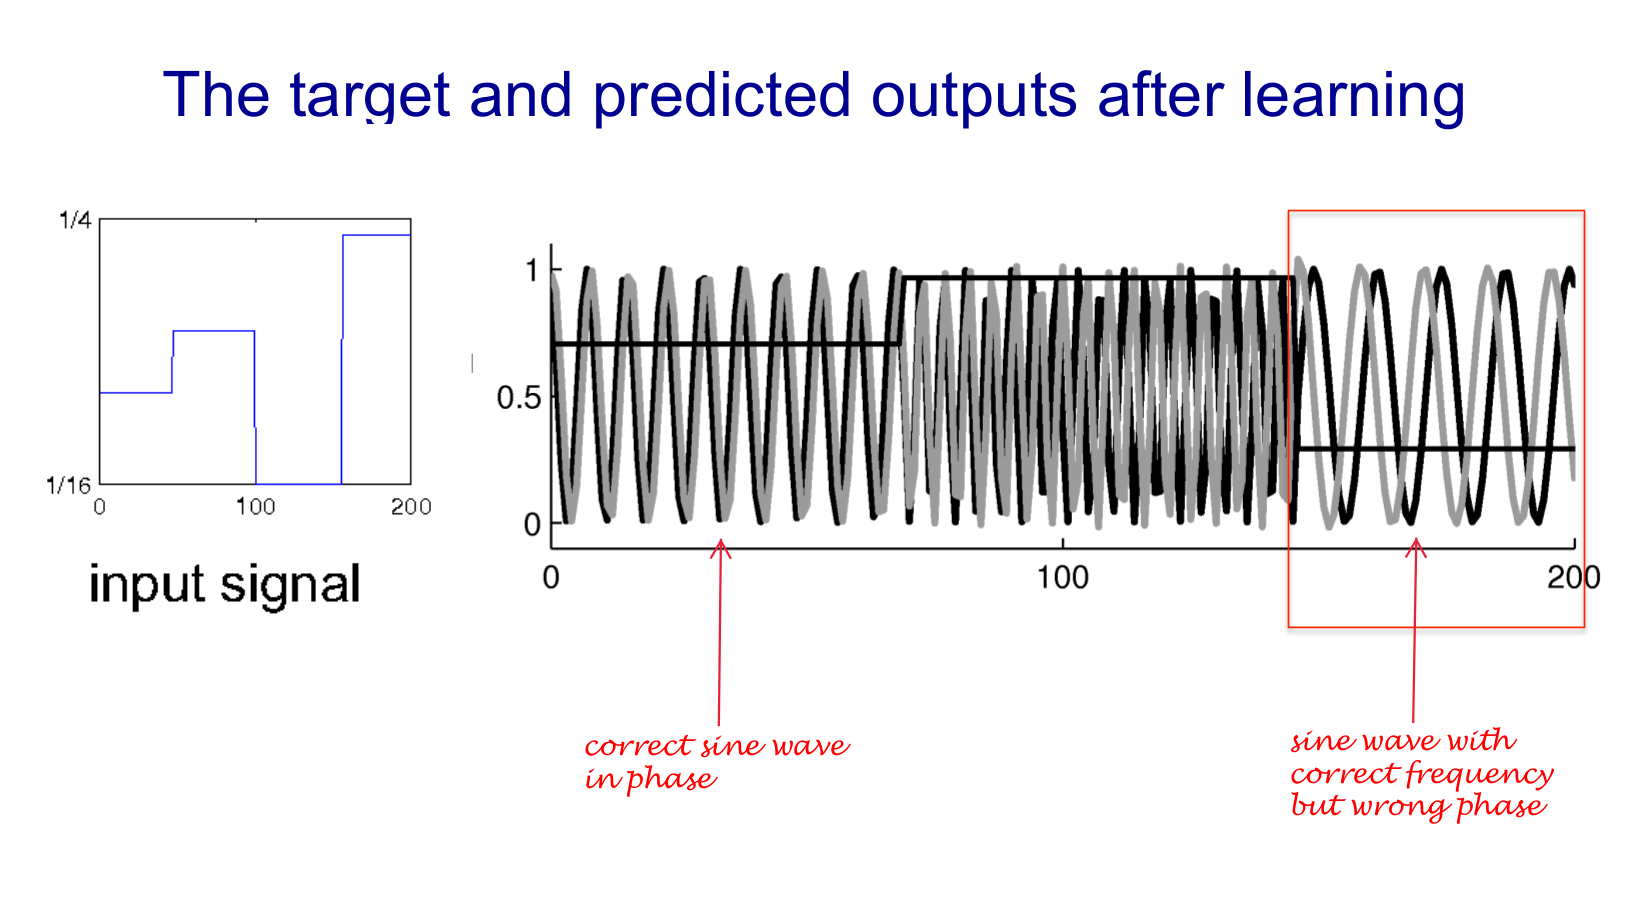 The target and predicted outputs after learning
1/4
1/16
0
100
200
input signal
1
0.5
0
0
100
200
correct sine wave
in phase
sine wave with
correct frequency
but wrong phase